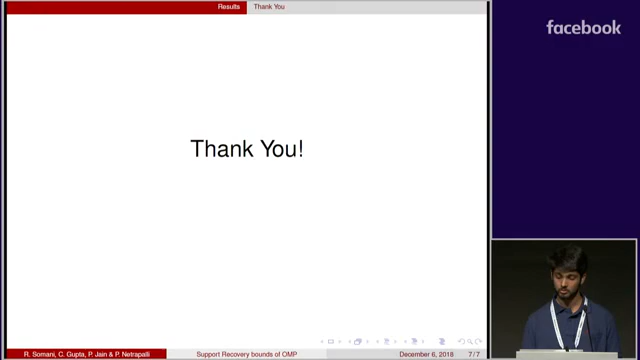 Results Thank You
facebook
Thank You!
R. Somani, C. Gupta, P. Jain & P. Netrapalli Support Recovery bounds of OMP December 6, 2018 7 / 7